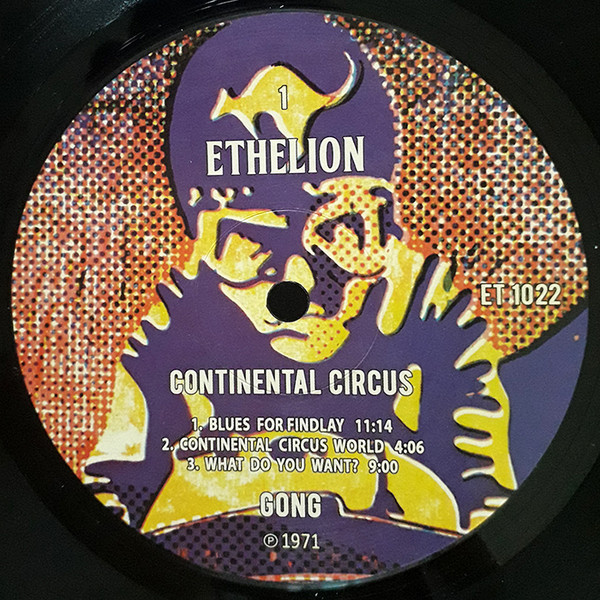 1
ETHELION
ET 1022
CONTINENTAL CIRCUS
1. BLUES FOR FINDLAY 11:14
2. CONTINENTAL CIRCUS WORLD 4:06
3. WHAT DO YOU WANT? 9:00
GONG
℗ 1971